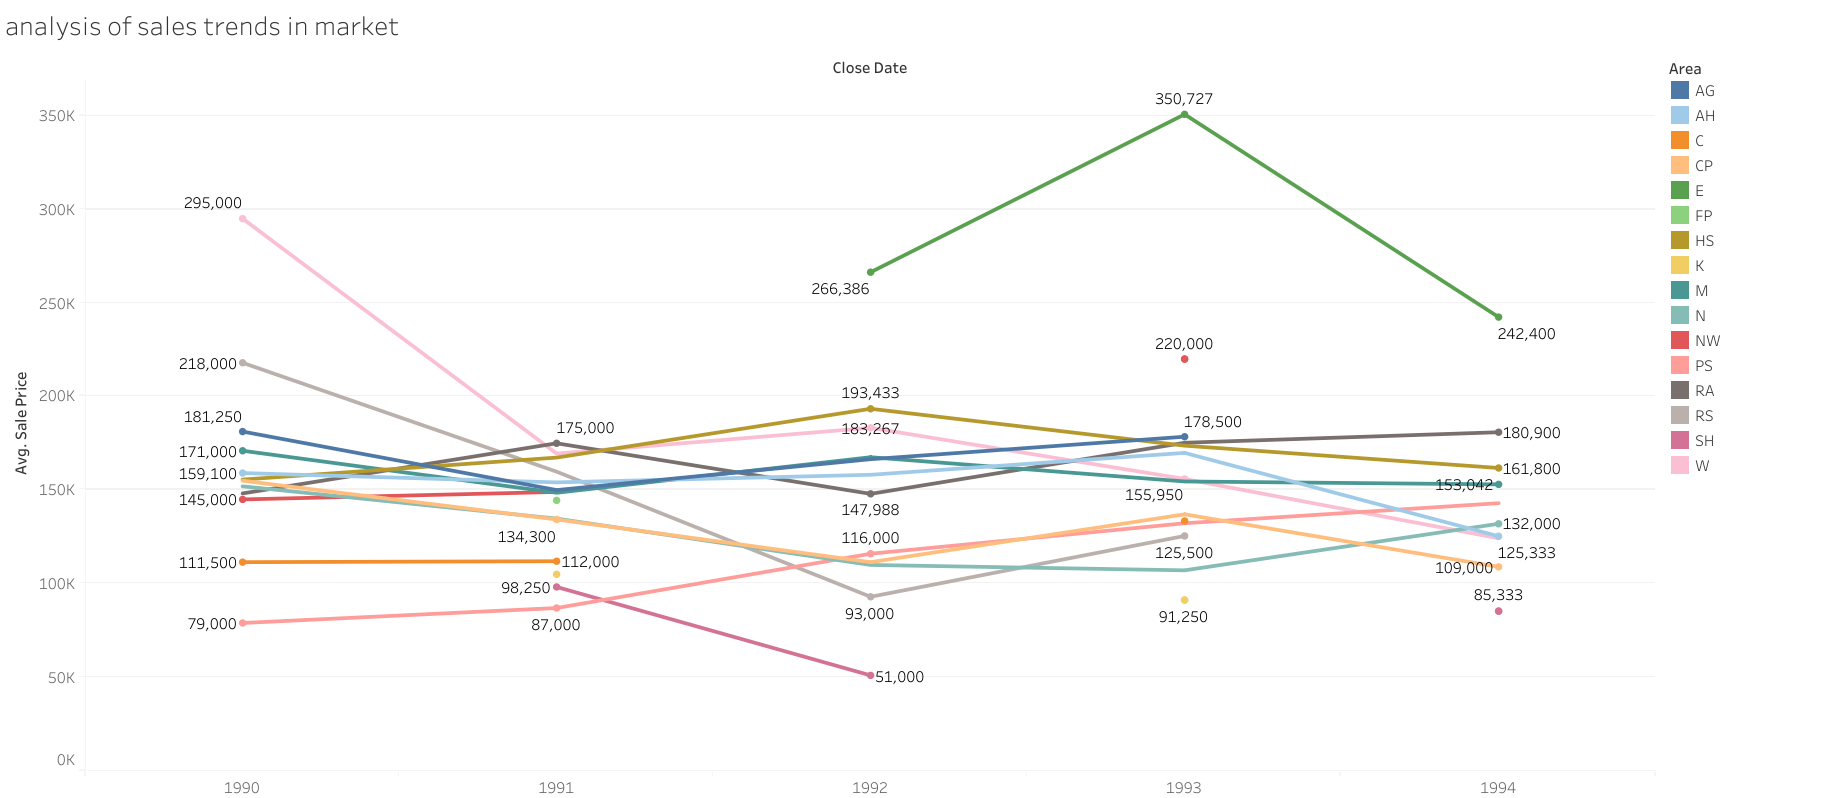 analysis of sales trends in market
Close Date
Area
AG
AH
C
CP
E
FP
HS
K
M
N
NW
PS
RA
RS
SH
W
Avg. Sale Price
350K
300K
250K
200K
150K
100K
50K
0K
295,000
218,000
181,250
171,000
159,100
145,000
111,500
79,000
175,000
134,300
112,000
98,250
87,000
266,386
193,433
183,267
147,988
116,000
93,000
51,000
350,727
220,000
178,500
155,950
125,500
91,250
242,400
180,900
161,800
153,042
132,000
125,333
109,000
85,333
1990
1991
1992
1993
1994